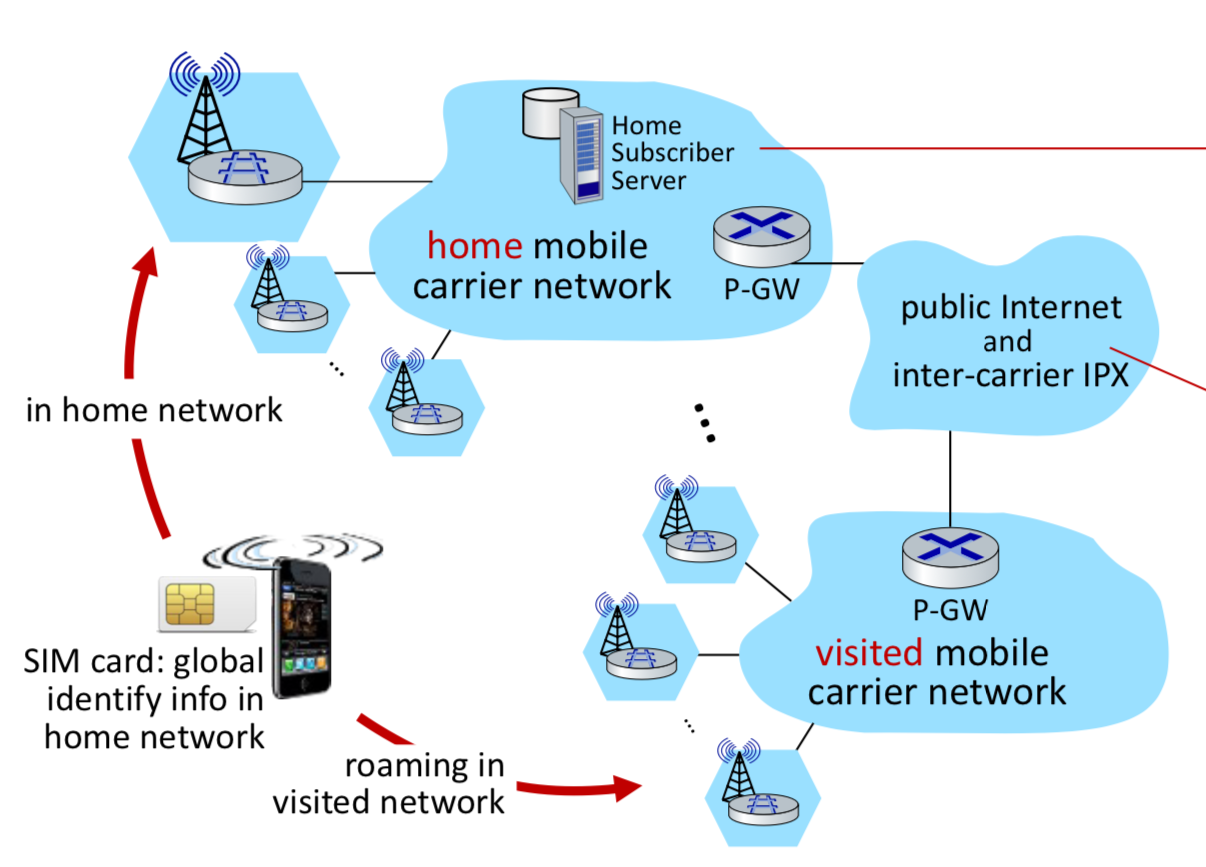 Home
Subscriber
Server
home mobile
carrier network
P-GW
public Internet
and
inter-carrier IPX
in home network
SIM card: global
identify info in
home network
roaming in
visited network
P-GW
visited mobile
carrier network